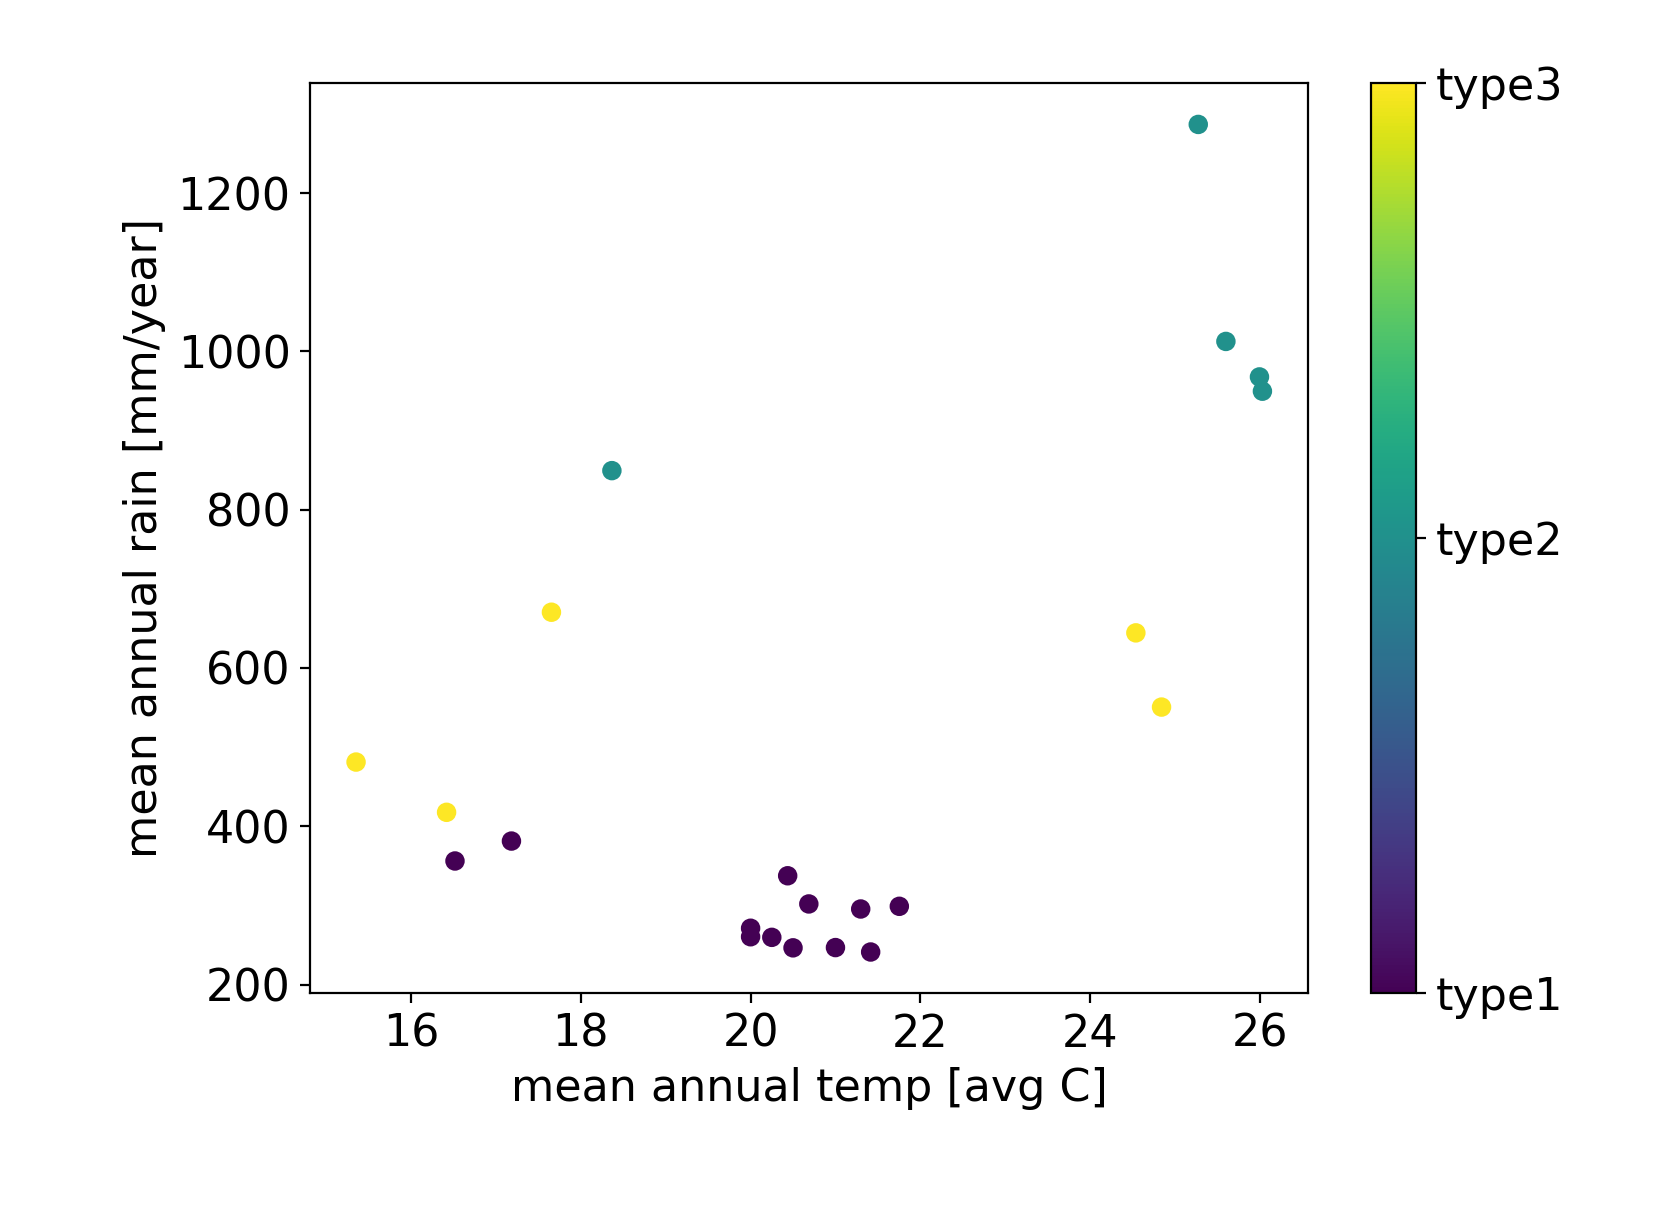 1200
1000
800
600
400
200
mean annual rain [mm/year]
16 18 20 22 24 26
mean annual temp [avg C]
type3
type2
type1